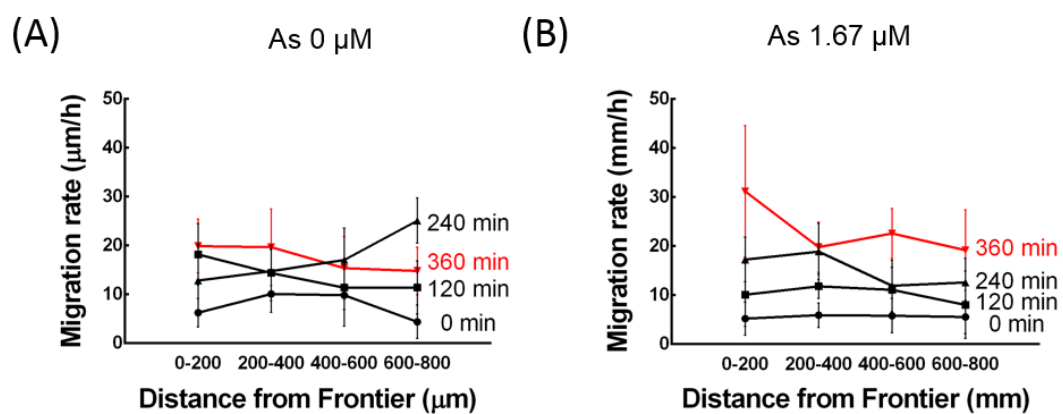 (A)
As 0 μM
Migration rate (μm/h)
50
40
30
20
10
0
240 min
360 min
120 min
0 min
0-200 200-400 400-600 600-800
Distance from Frontier (μm)
(B)
As 1.67 μM
Migration rate (mm/h)
50
40
30
20
10
0
360 min
240 min
120 min
0 min
0-200 200-400 400-600 600-800
Distance from Frontier (mm)